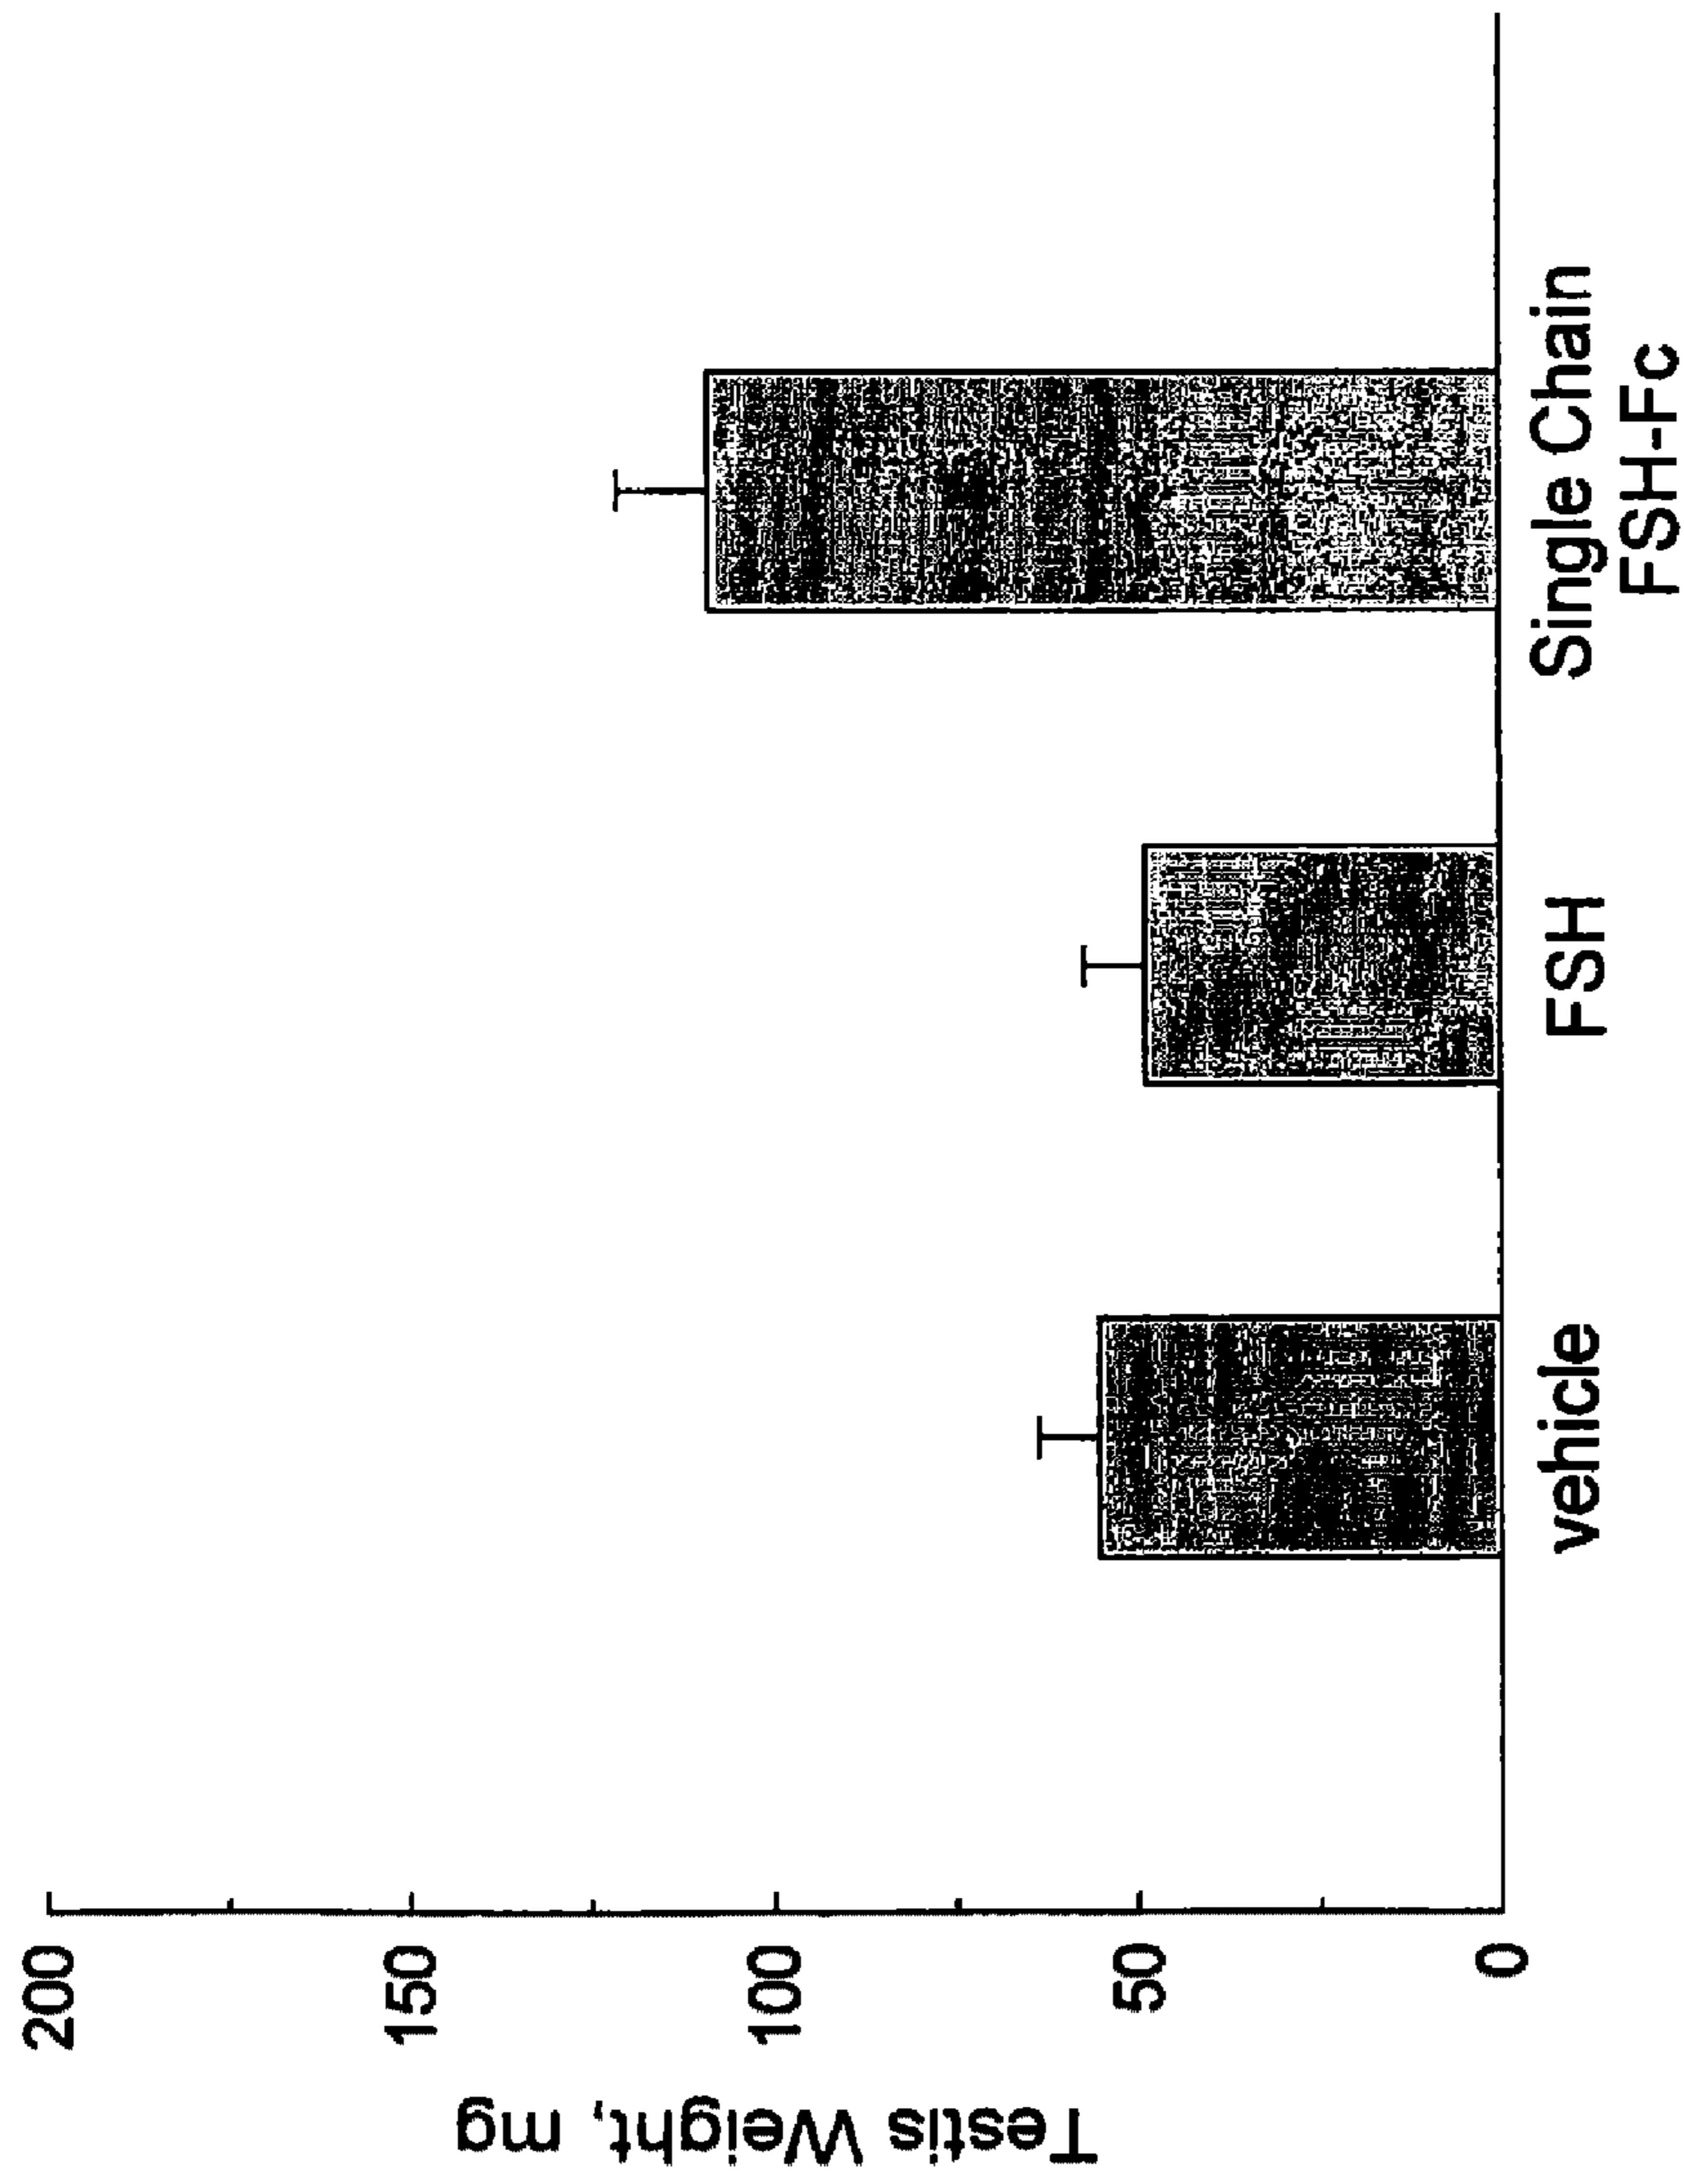 Testis Weight, mg
200
150
100
50
0
vehicle
FSH
Single Chain
FSH-Fc